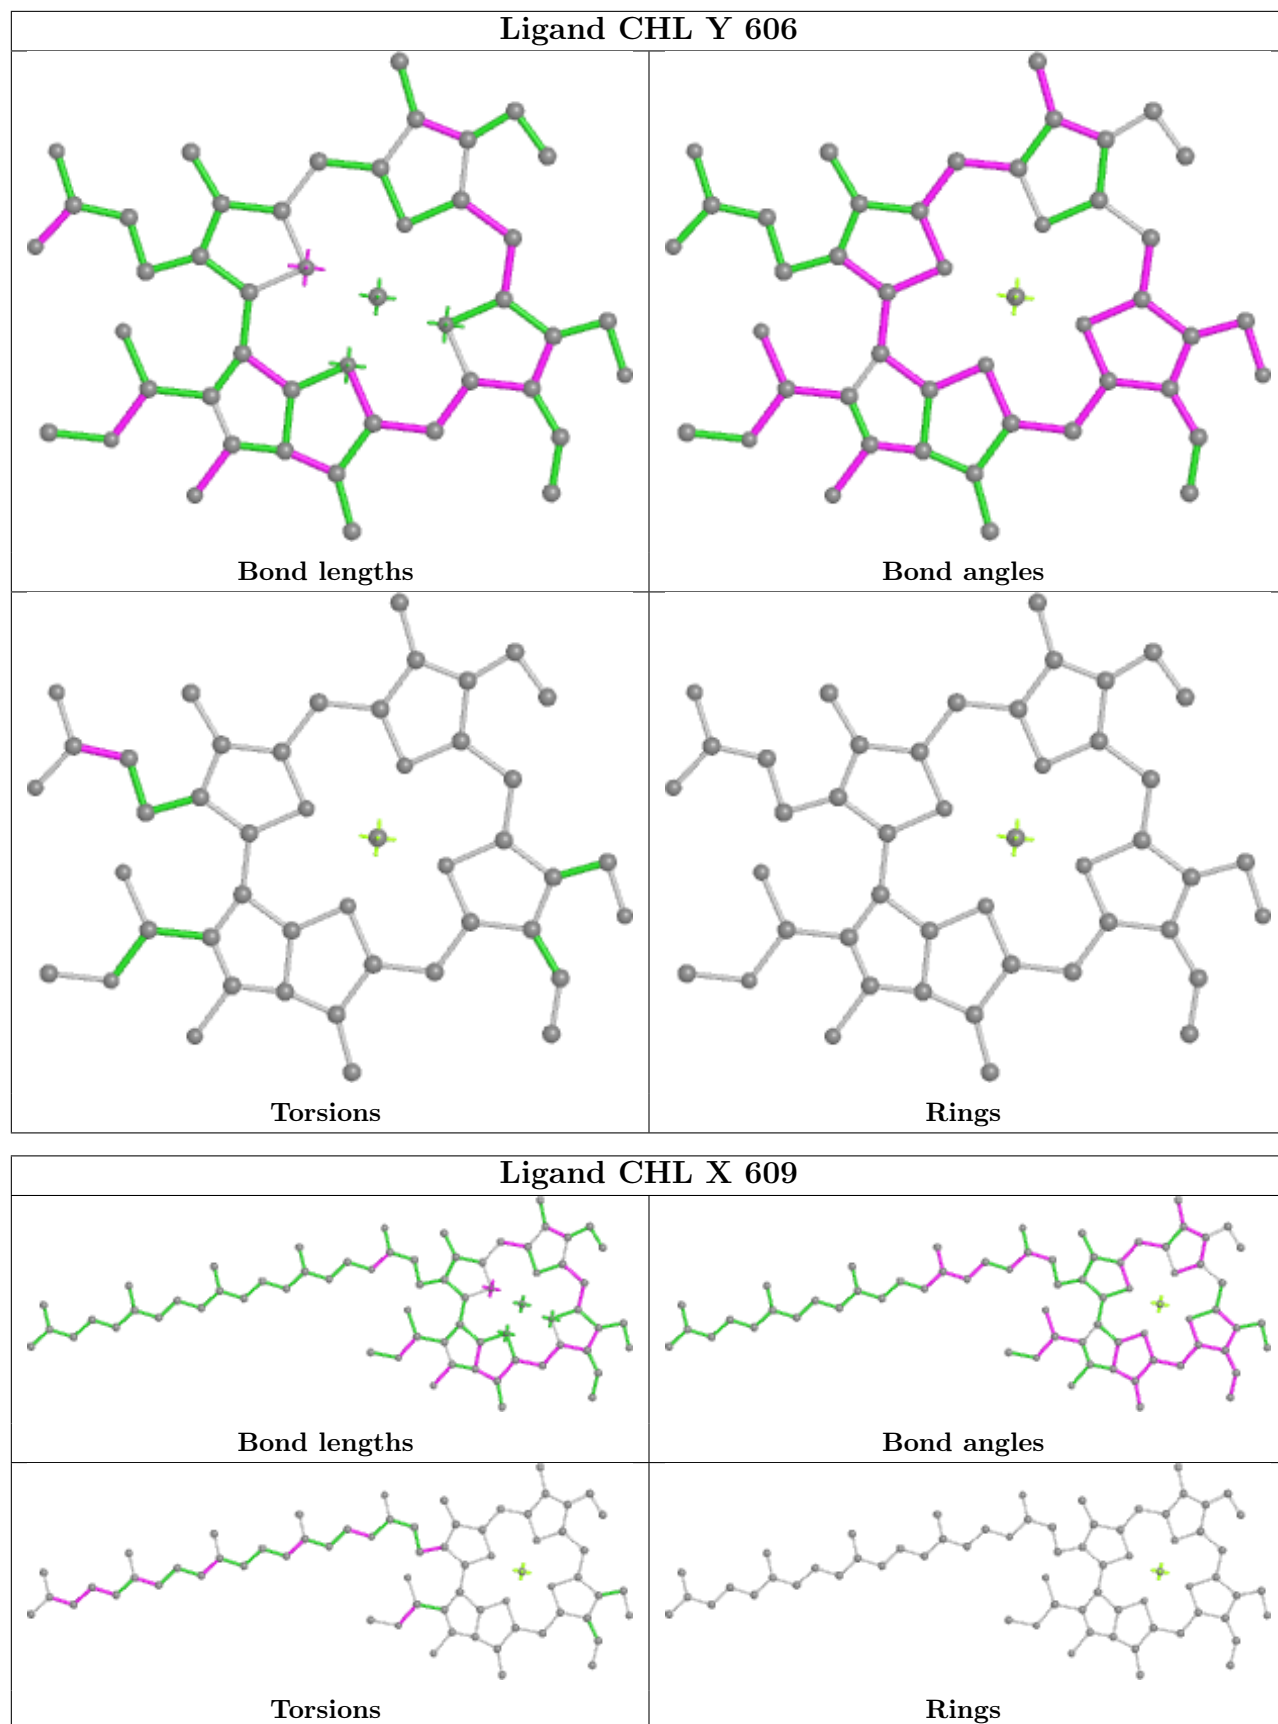 Ligand CHL Y 606
Bond lengths
Bond angles
Torsions
Rings
Ligand CHL X 609
Bond lengths
Bond angles
Torsions
Rings